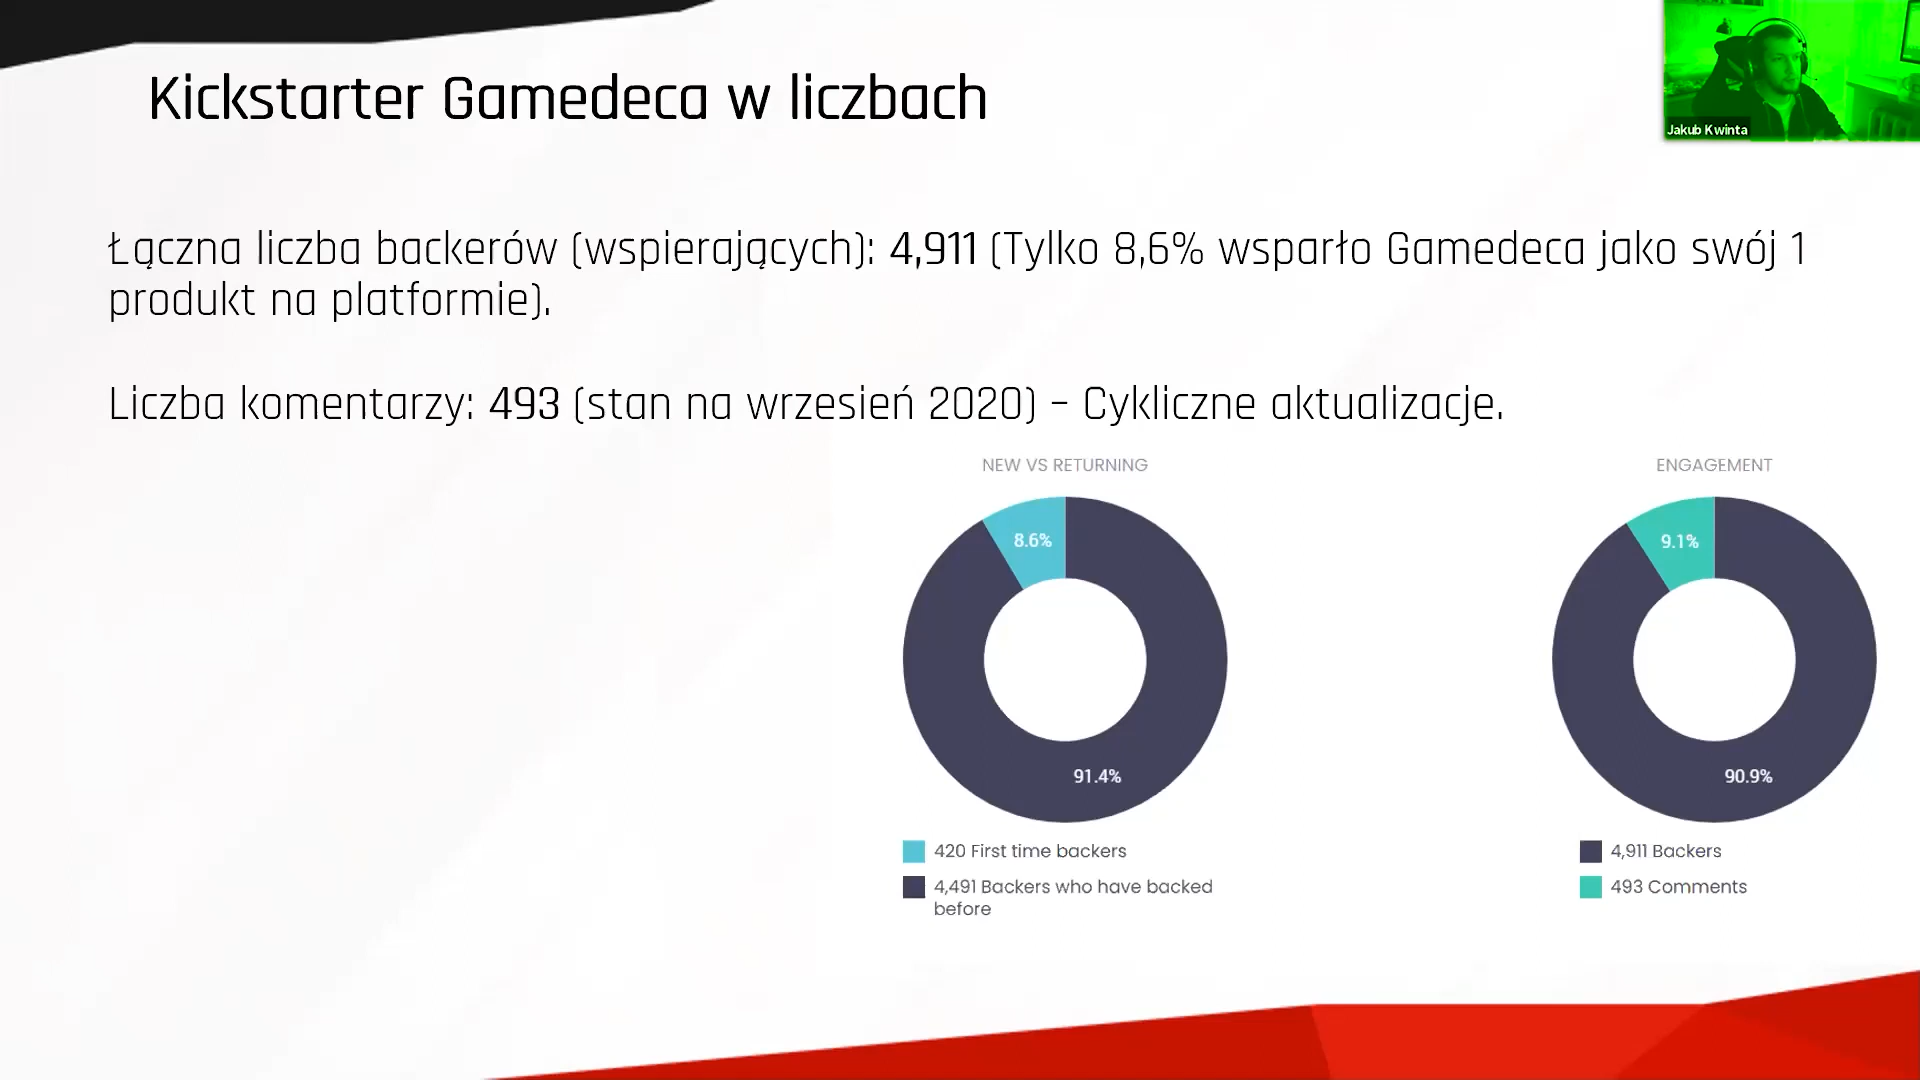 Kickstarter Gamedeca w liczbach
Jakub Kwinta
Łączna liczba backerów (wspierających): 4,911 (Tylko 8,6% wsparło Gamedeca jako swój 1
produkt na platformie).
Liczba komentarzy: 493 (stan na wrzesień 2020) – Cykliczne aktualizacje.
NEW VS RETURNING
8.6%
91.4%
420 First time backers
4,491 Backers who have backed
before
ENGAGEMENT
9.1%
90.9%
4,911 Backers
493 Comments